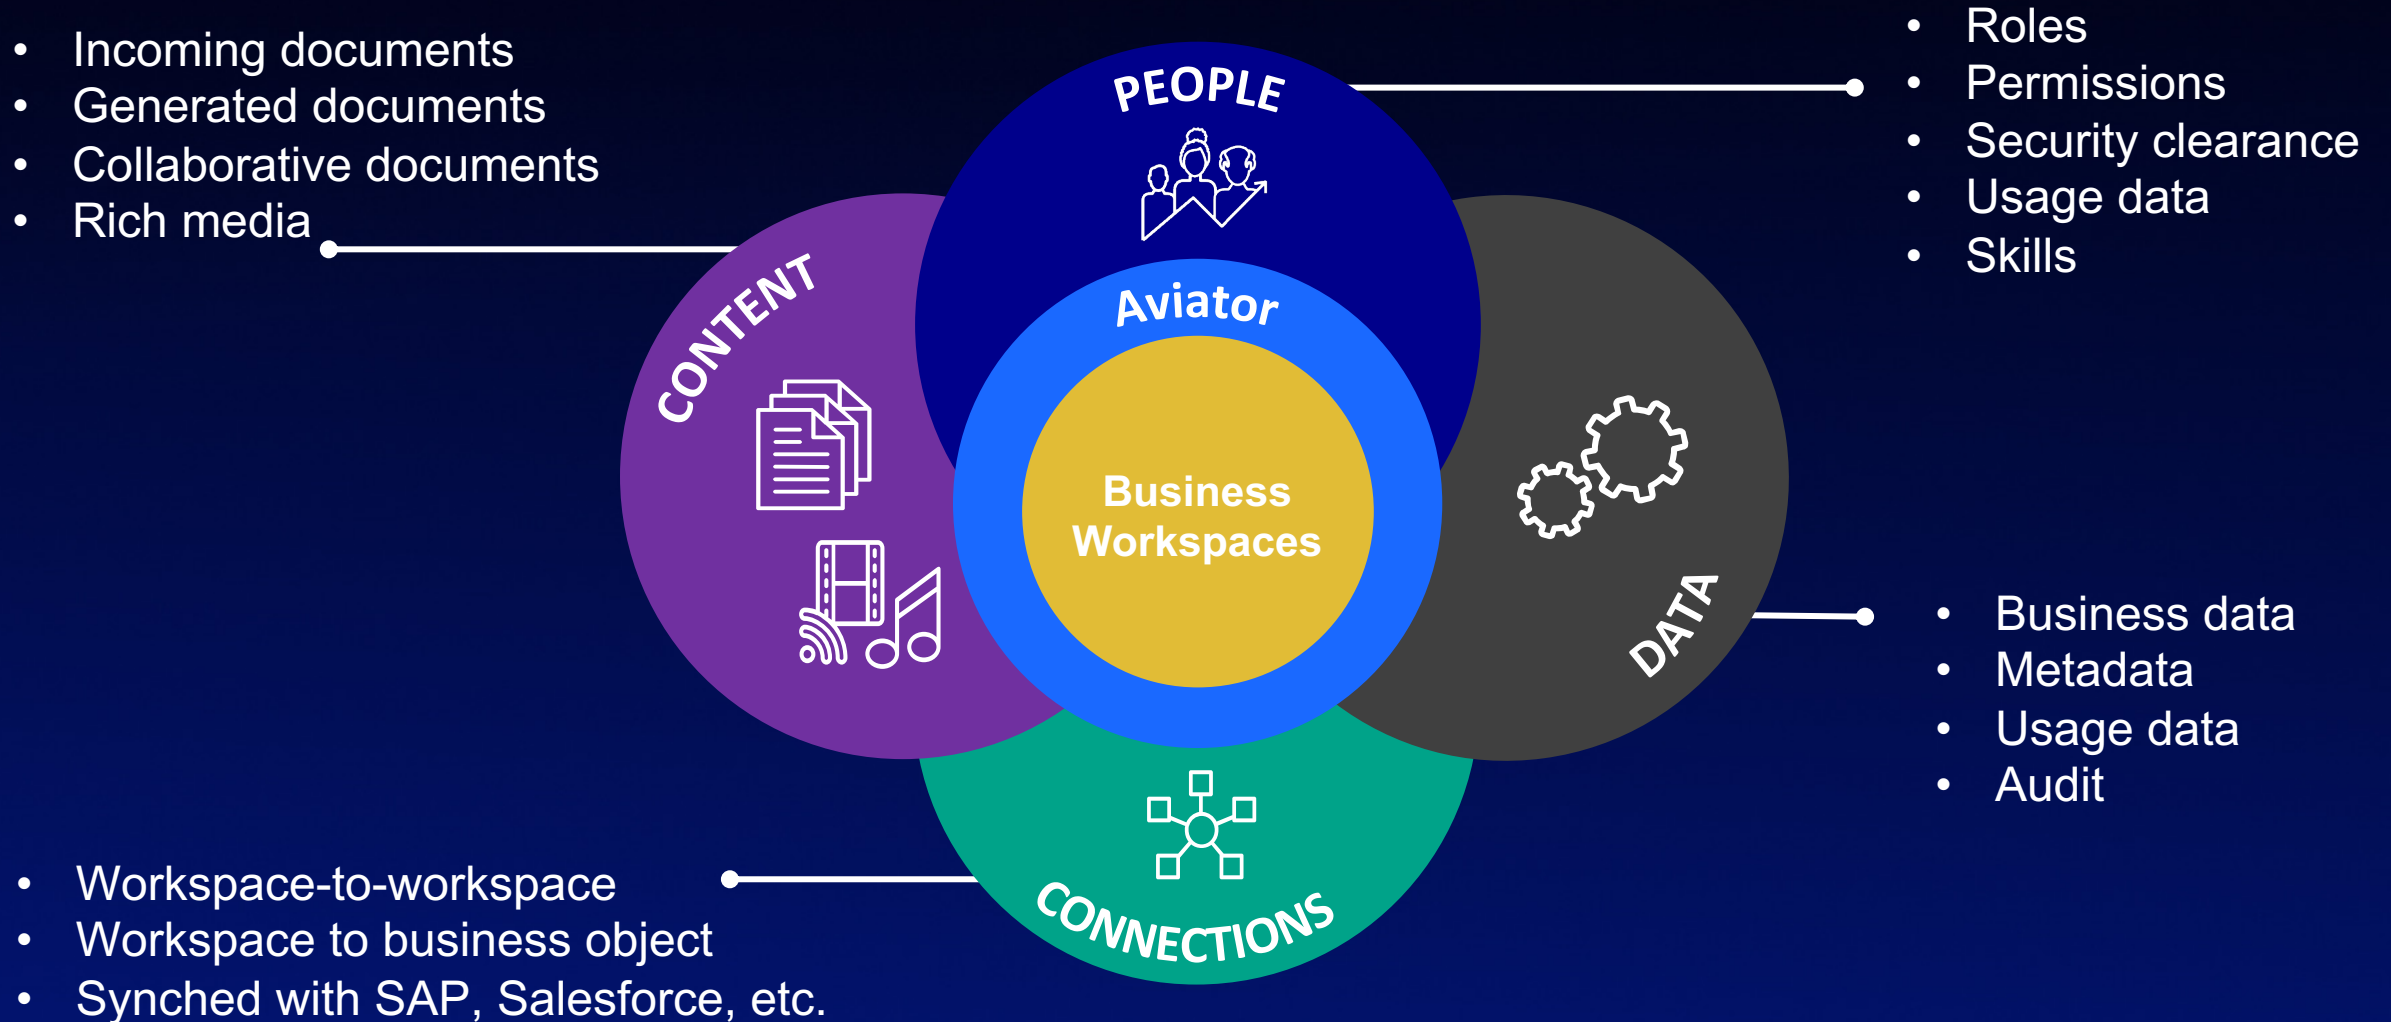 • Incoming documents
• Generated documents
• Collaborative documents
• Rich media
PEOPLE
• Roles
• Permissions
• Security clearance
• Usage data
• Skills
CONTENT
Aviator
Business
Workspaces
DATA
• Business data
• Metadata
• Usage data
• Audit
• Workspace-to-workspace
• Workspace to business object
• Synched with SAP, Salesforce, etc.
CONNECTIONS